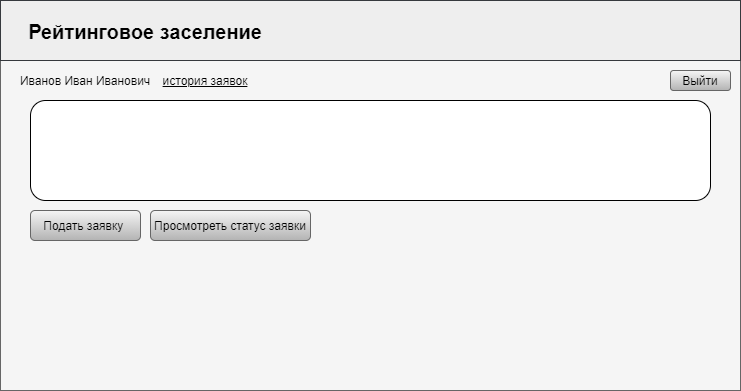 Рейтинговое заселение
Иванов Иван Иванович история заявок Выйти
Подать заявку Просмотреть статус заявки